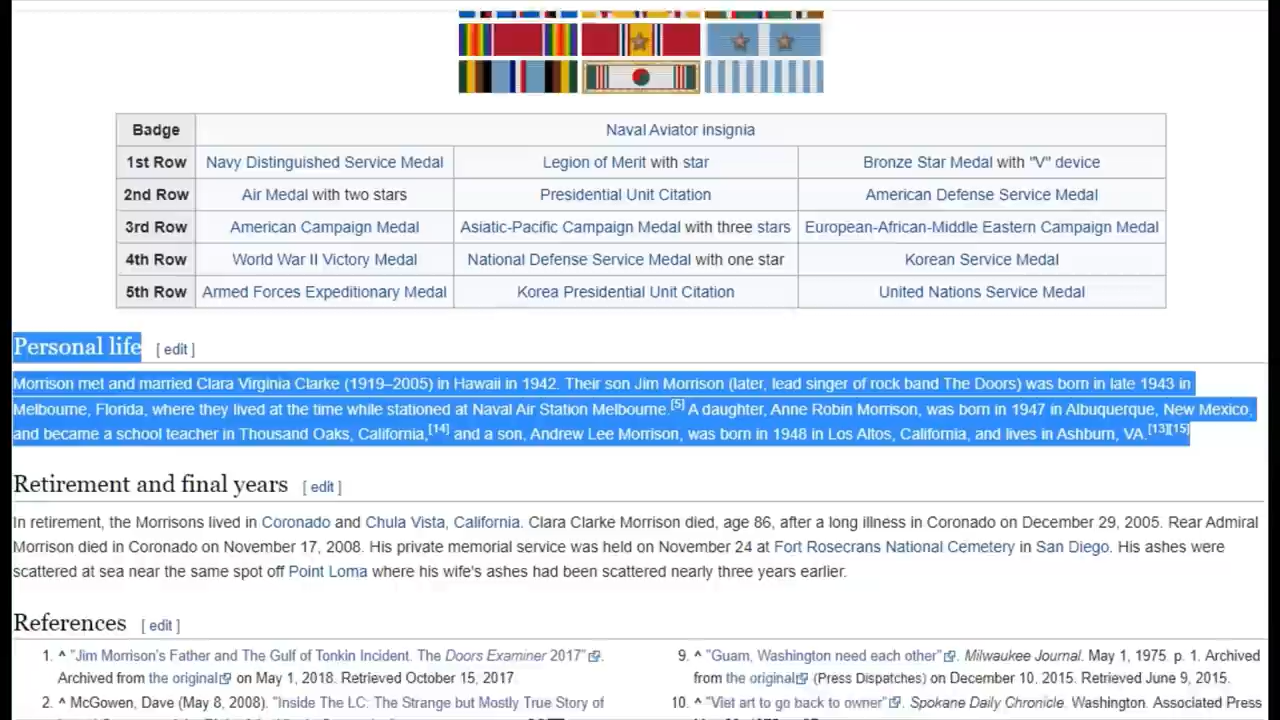 Badge Naval Aviator insignia
1st Row Navy Distinguished Service Medal Legion of Merit with star Bronze Star Medal with "V" device
2nd Row Air Medal with two stars Presidential Unit Citation American Defense Service Medal
3rd Row American Campaign Medal Asiatic-Pacific Campaign Medal with three stars European-African-Middle Eastern Campaign Medal
4th Row World War II Victory Medal National Defense Service Medal with one star Korean Service Medal
5th Row Armed Forces Expeditionary Medal Korea Presidential Unit Citation United Nations Service Medal
Personal life [ edit ]
Morrison met and married Clara Virginia Clarke (1919–2005) in Hawaii in 1942. Their son Jim Morrison (later, lead singer of rock band The Doors) was born in late 1943 in
Melbourne, Florida, where they lived at the time while stationed at Naval Air Station Melbourne.[5] A daughter, Anne Robin Morrison, was born in 1947 in Albuquerque, New Mexico,
and became a school teacher in Thousand Oaks, California,[14] and a son, Andrew Lee Morrison, was born in 1948 in Los Altos, California, and lives in Ashburn, VA.[13][15]
Retirement and final years [ edit ]
In retirement, the Morrisons lived in Coronado and Chula Vista, California. Clara Clarke Morrison died, age 86, after a long illness in Coronado on December 29, 2005. Rear Admiral
Morrison died in Coronado on November 17, 2008. His private memorial service was held on November 24 at Fort Rosecrans National Cemetery in San Diego. His ashes were
scattered at sea near the same spot off Point Loma where his wife's ashes had been scattered nearly three years earlier.
References [ edit ]
1. ^ "Jim Morrison's Father and The Gulf of Tonkin Incident. The Doors Examiner 2017".
Archived from the original on May 1, 2018. Retrieved October 15, 2017.
2. ^ McGowen, Dave (May 8, 2008). "Inside The LC: The Strange but Mostly True Story of
9. ^ "Guam, Washington need each other". Milwaukee Journal. May 1, 1975. p. 1. Archived
from the original (Press Dispatches) on December 10, 2015. Retrieved June 9, 2015.
10. ^ "Viet art to go back to owner". Spokane Daily Chronicle. Washington. Associated Press